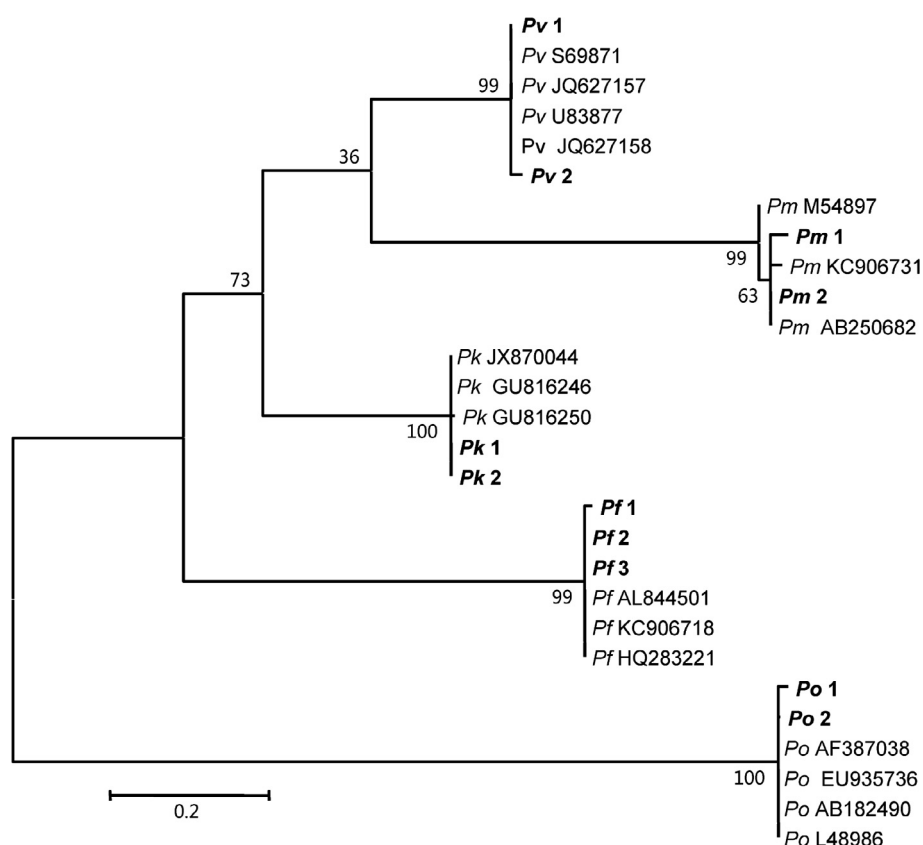 Pv 1
Pv S69871
Pv JQ627157
99
Pv U83877
Pv JQ627158
36
Pv 2
Pm M54897
Pm 1
99
Pm KC906731
73
63
Pm 2
Pm AB250682
Pk JX870044
Pk GU816246
Pk GU816250
100
Pk 1
Pk 2
Pf 1
Pf 2
Pf 3
99
Pf AL844501
Pf KC906718
Pf HQ283221
Po 1
Po 2
Po AF387038
100
Po EU935736
0.2
Po AB182490
Po L48986